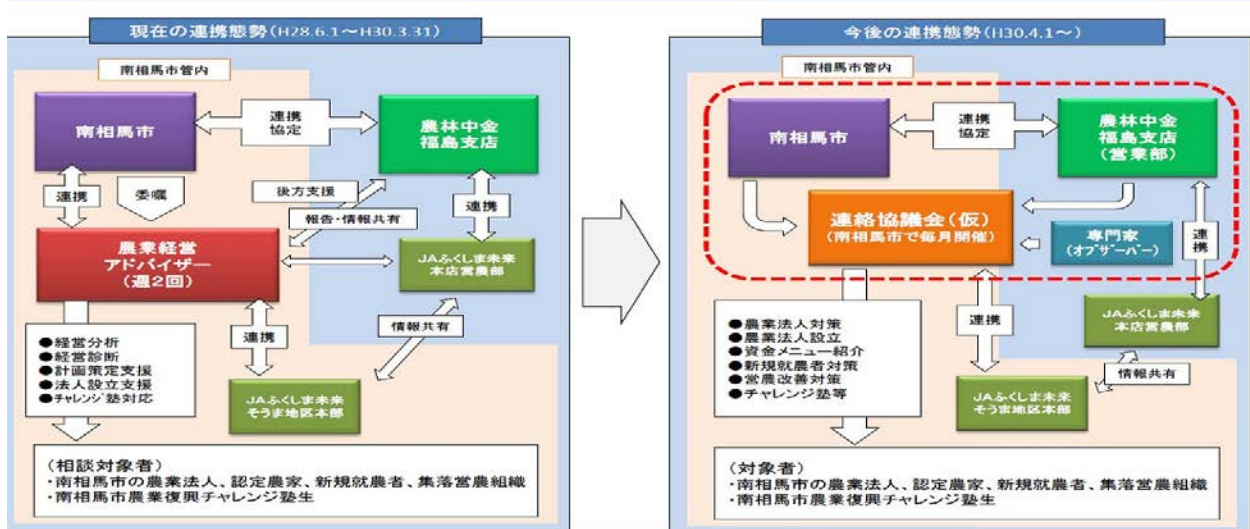 現在の連携態勢(H28.6.1～H30.3.31)
南相馬市管内
南相馬市
連携
協定
農林中金
福島支店
連携
委嘱
後方支援
報告・情報共有
連携
農業経営
アドバイザー
(週2回)
JAふくしま未来
本店営農部
●経営分析
●経営診断
●計画策定支援
●法人設立支援
●チャレンジ塾対応
連携
情報共有
JAふくしま未来
そうま地区本部
(相談対象者)
・南相馬市の農業法人、認定農家、新規就農者、集落営農組織
・南相馬市農業復興チャレンジ塾生
今後の連携態勢(H30.4.1～)
南相馬市管内
南相馬市
連携
協定
農林中金
福島支店
(営業部)
連絡協議会(仮)
(南相馬市で毎月開催)
専門家
(オブザーバー)
連携
●農業法人対策
●農業法人設立
●資金メニュー紹介
●新規就農者対策
●営農改善対策
●チャレンジ塾等
連携
JAふくしま未来
本店営農部
情報共有
JAふくしま未来
そうま地区本部
(対象者)
・南相馬市の農業法人、認定農家、新規就農者、集落営農組織
・南相馬市農業復興チャレンジ塾生